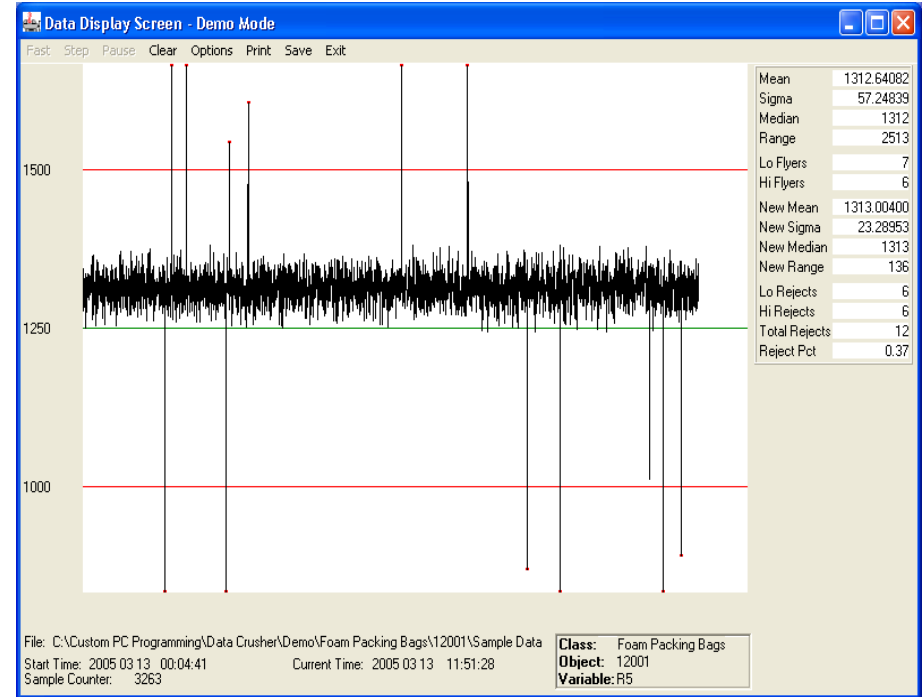 Data Display Screen - Demo Mode
Fast Step Pause Clear Options Print Save Exit
1500
1250
1000
Mean 1312.64082
Sigma 57.24839
Median 1312
Range 2513
Lo Flyers 7
Hi Flyers 6
New Mean 1313.00400
New Sigma 23.28953
New Median 1313
New Range 136
Lo Rejects 6
Hi Rejects 6
Total Rejects 12
Reject Pct 0.37
File: C:\Custom PC Programming\Data Crusher\Demo\Foam Packing Bags\12001\Sample Data
Start Time: 2005 03 13 00:04:41 Current Time: 2005 03 13 11:51:28
Sample Counter: 3263
Class: Foam Packing Bags
Object: 12001
Variable: R5